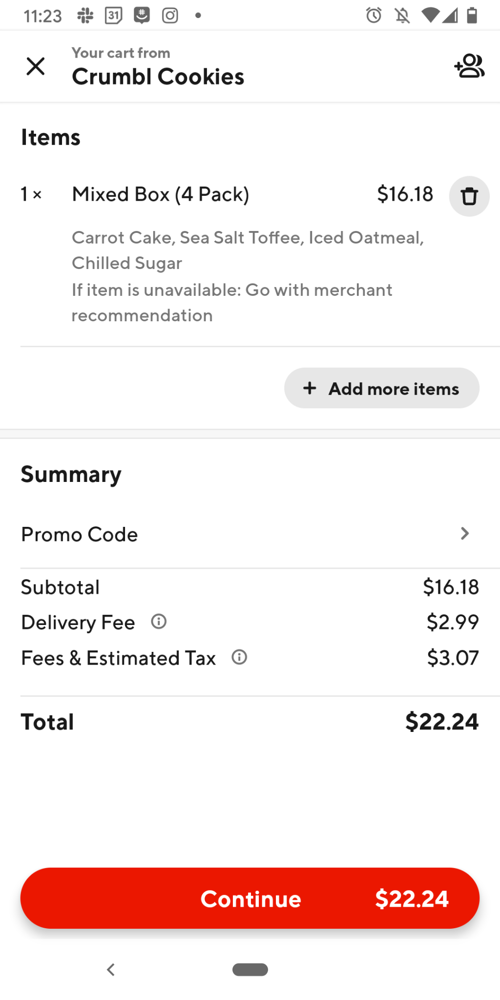 11:23
31
Your cart from
Crumbl Cookies
Items
1 × Mixed Box (4 Pack) $16.18
Carrot Cake, Sea Salt Toffee, Iced Oatmeal,
Chilled Sugar
If item is unavailable: Go with merchant
recommendation
+ Add more items
Summary
Promo Code
Subtotal $16.18
Delivery Fee $2.99
Fees & Estimated Tax $3.07
Total $22.24
Continue $22.24